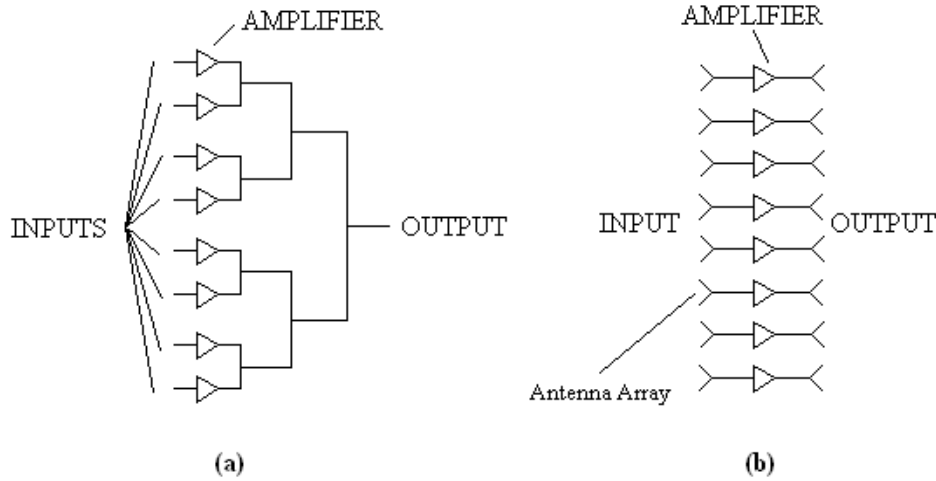 AMPLIFIER
INPUTS
OUTPUT
(a)
AMPLIFIER
INPUT
OUTPUT
Antenna Array
(b)